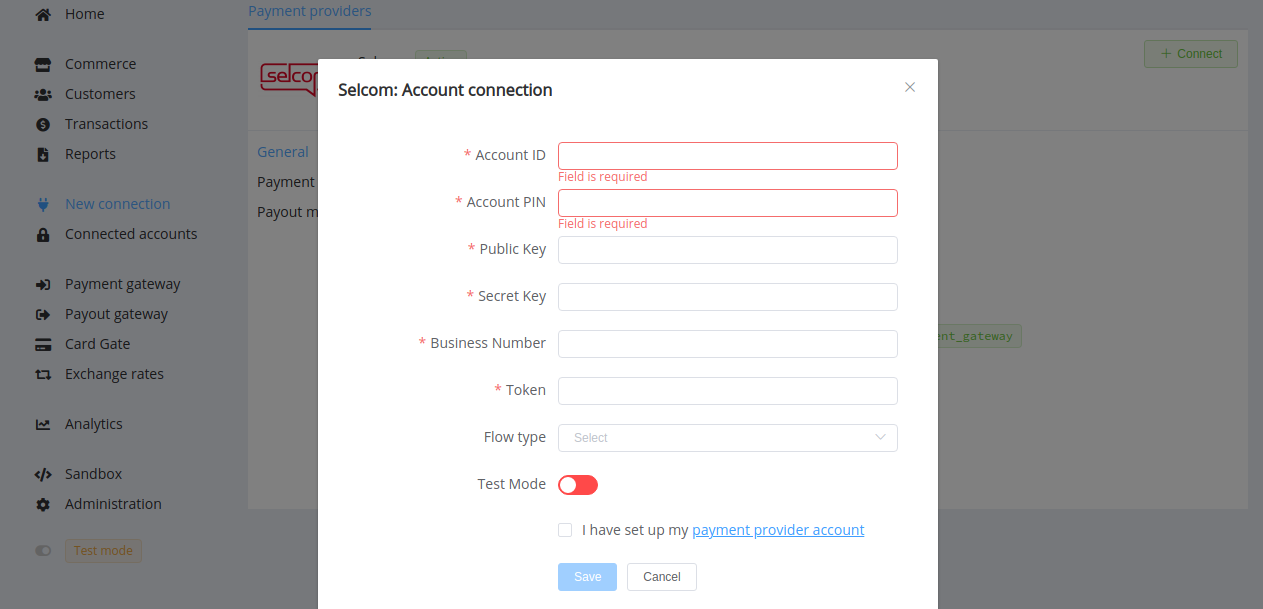 Home
Commerce
Customers
Transactions
Reports
New connection
Connected accounts
Payment gateway
Payout gateway
Card Gate
Exchange rates
Analytics
Sandbox
Administration
Test mode
Payment providers
+ Connect
General
Payment
Payout
Selcom: Account connection
* Account ID
Field is required
* Account PIN
Field is required
* Public Key
* Secret Key
* Business Number
* Token
Flow type Select
Test Mode
I have set up my payment provider account
Save Cancel